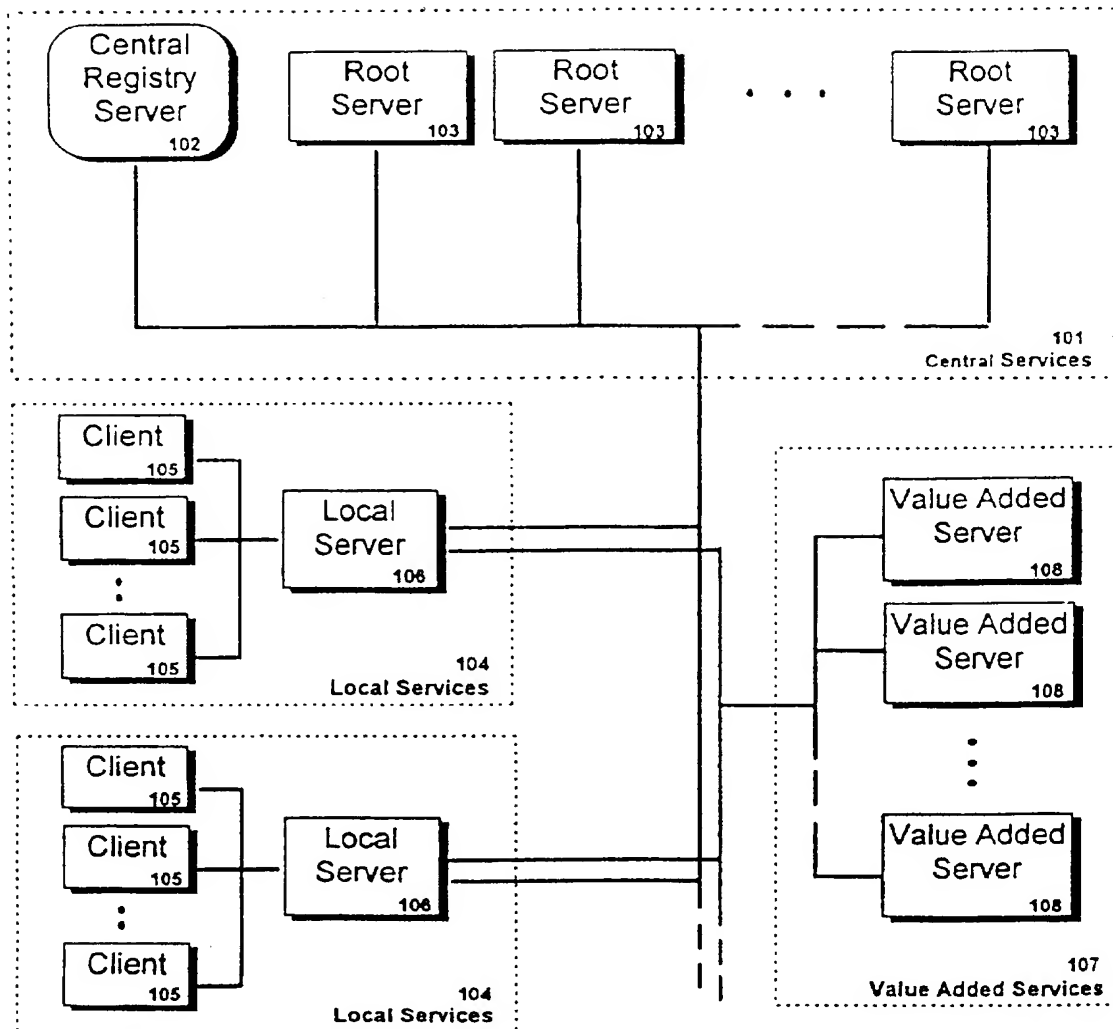 Central
Registry
Server
102
Root
Server
103
Root
Server
103
Root
Server
103
101
Central Services
Client
105
Client
105
Client
105
Local
Server
106
104
Local Services
Value Added
Server
108
Value Added
Server
108
Value Added
Server
108
107
Value Added Services
Client
105
Client
105
Client
105
Local
Server
106
104
Local Services